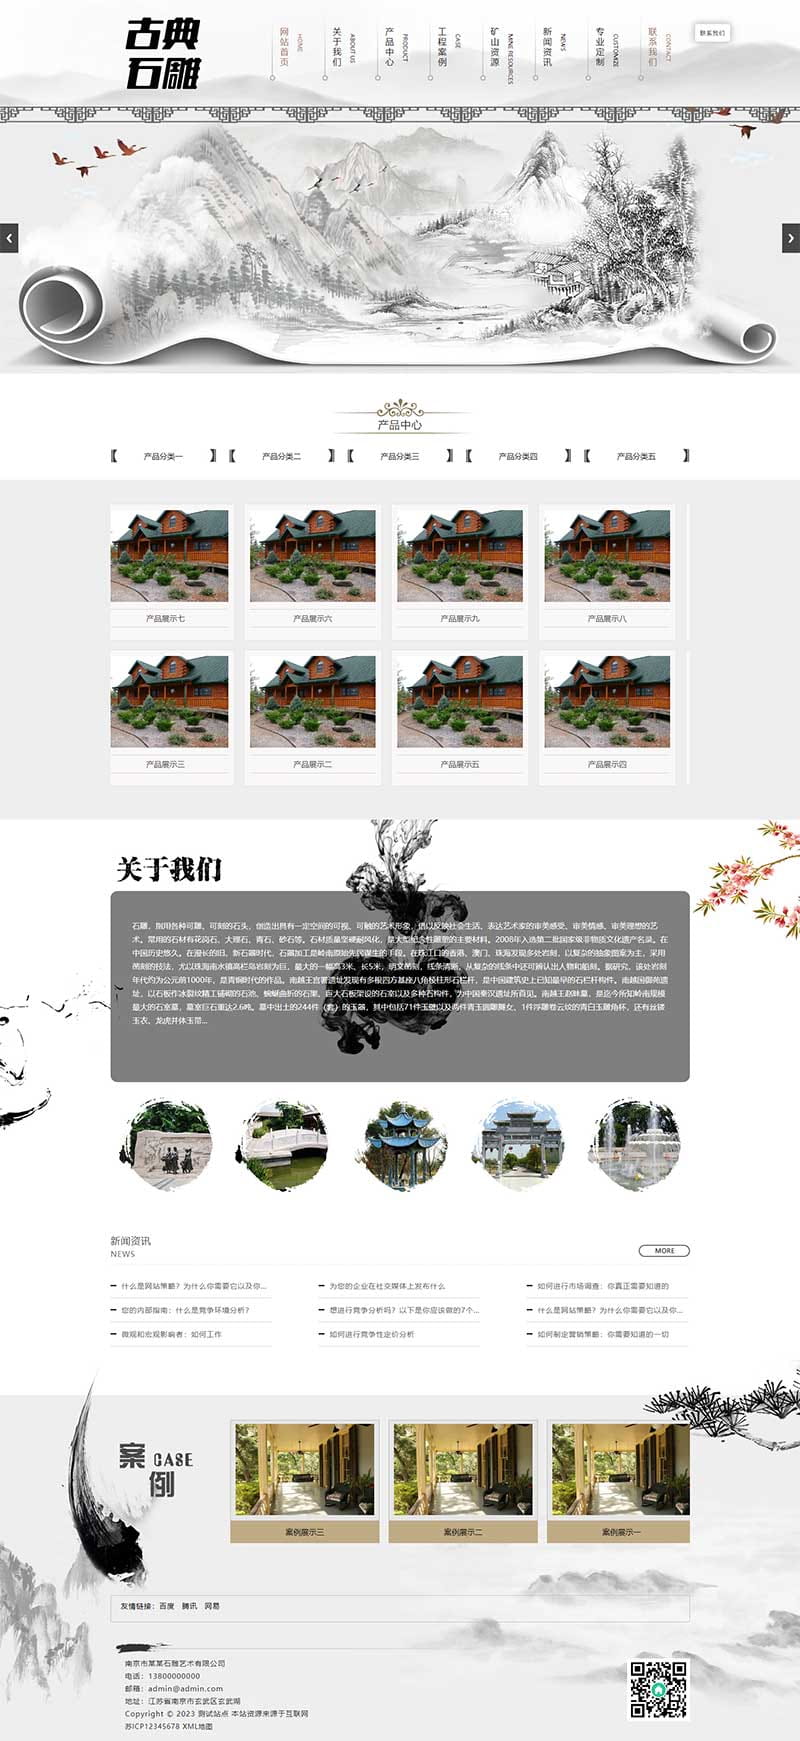 古典
石雕
网站首页 HOME
关于我们 ABOUT US
产品中心 PRODUCT
工程案例 CASE
矿山资源 MINE RESOURCES
新闻资讯 NEWS
专业定制 CUSTOMIZE
联系我们 CONTACT
联系我们
产品中心
产品分类一 产品分类二 产品分类三 产品分类四 产品分类五
产品展示七 产品展示六 产品展示九 产品展示八
产品展示三 产品展示二 产品展示五 产品展示四
关于我们
石雕，指用各种可雕、可刻的石头，创造出具有一定空间的可视、可触的艺术形象，借以反映社会生活、表达艺术家的审美感受、审美情感、审美理想的艺
术。常用的石材有花岗石、大理石、青石、砂石等。石材质量坚硬耐风化，是大型纪念性雕塑的主要材料。2008年入选第二批国家级非物质文化遗产名录。在
中国历史悠久。在漫长的旧、新石器时代，石器加工是岭南原始先民谋生的手段。在珠江口的香港、澳门、珠海发现多处岩刻，以复杂的抽象图案为主，采用
凿刻的技法，尤以珠海南水镇高栏岛岩刻为巨，最大的一幅高3米、长5米，阴文凿刻，线条清晰，从复杂的线条中还可辨认出人物和船刻。据研究，该处岩刻
年代约为公元前1000年，是青铜时代的作品。南越王宫署遗址发现有多根四方基座八角棱柱形石栏杆，是中国建筑史上已知最早的石栏杆构件。南越国御苑遗
址，以石板作冰裂纹精工铺砌的石池、蜿蜒曲折的石渠、巨大石板架设的石室以及多种石构件，为中国秦汉遗址所首见。南越王赵眜墓，是迄今所知岭南规模
最大的石室墓，墓室巨石重达2.6吨。墓中出土的244件（套）的玉器，其中包括71件玉璧以及两件青玉圆雕舞女、1件浮雕卷云纹的青白玉雕角杯，还有丝缕
玉衣、龙虎并体玉带...
新闻资讯
NEWS
MORE
什么是网站策略？为什么你需要它以及你... 为您的企业在社交媒体上发布什么 如何进行市场调查：你真正需要知道的
您的内部指南：什么是竞争环境分析？ 想进行竞争分析吗？以下是你应该做的7个... 什么是网站策略？为什么你需要它以及你...
微观和宏观影响者：如何工作 如何进行竞争性定价分析 如何制定营销策略：你需要知道的一切
案例 CASE
案例展示三 案例展示二 案例展示一
友情链接：百度 腾讯 网易
南京市某某石雕艺术有限公司
电话：13800000000
邮箱：admin@admin.com
地址：江苏省南京市玄武区玄武湖
Copyright © 2023 测试站点 本站资源来源于互联网
苏ICP12345678 XML地图